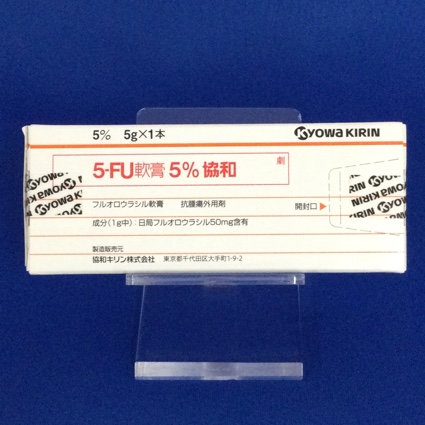 5% 5g×1本
KYOWA KIRIN
5-FU軟膏 5% 協和
劇
フルオロウラシル軟膏 抗腫瘍外用剤
開封口▶
成分(1g中):日局フルオロウラシル50mg含有
製造販売元
協和キリン株式会社 東京都千代田区大手町1-9-2